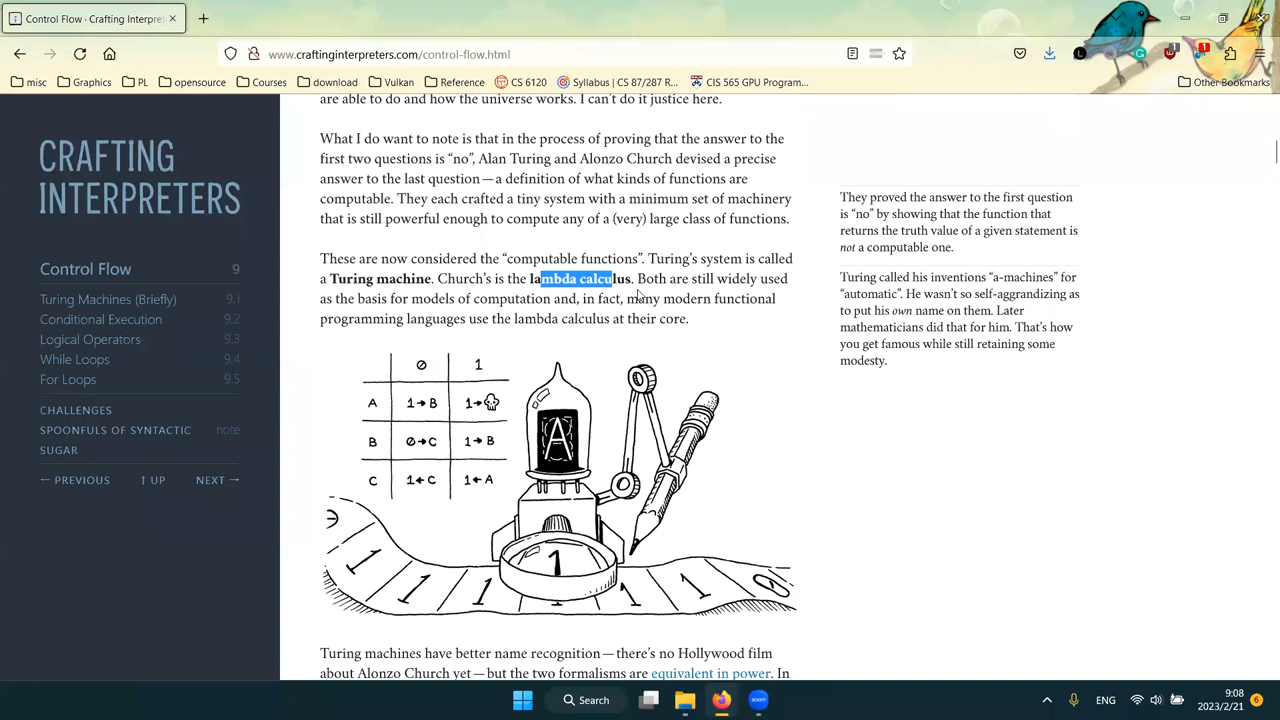 Control Flow · Crafting Interpret
www.craftinginterpreters.com/control-flow.html
1
1
misc
Graphics
PL
opensource
Courses
download
Vulkan
Reference
CS 6120
Syllabus | CS 87/287 R...
CIS 565 GPU Program...
Other Bookmarks
CRAFTING
INTERPRETERS
Control Flow 9
Turing Machines (Briefly) 9.1
Conditional Execution 9.2
Logical Operators 9.3
While Loops 9.4
For Loops 9.5
CHALLENGES
SPOONFULS OF SYNTACTIC note
SUGAR
← PREVIOUS ↑ UP NEXT →
are able to do and how the universe works. I can't do it justice here.
What I do want to note is that in the process of proving that the answer to the
first two questions is “no”, Alan Turing and Alonzo Church devised a precise
answer to the last question—a definition of what kinds of functions are
computable. They each crafted a tiny system with a minimum set of machinery
that is still powerful enough to compute any of a (very) large class of functions.
These are now considered the “computable functions”. Turing’s system is called
a Turing machine. Church’s is the lambda calculus. Both are still widely used
as the basis for models of computation and, in fact, many modern functional
programming languages use the lambda calculus at their core.
0 1
A 1→B 1→
B 0→C 1→B
C 1←C 1←A
A
1
0 1 1 1 1 1 0
Turing machines have better name recognition—there’s no Hollywood film
about Alonzo Church yet—but the two formalisms are equivalent in power. In
They proved the answer to the first question
is “no” by showing that the function that
returns the truth value of a given statement is
not a computable one.
Turing called his inventions “a-machines” for
“automatic”. He wasn’t so self-aggrandizing as
to put his own name on them. Later
mathematicians did that for him. That’s how
you get famous while still retaining some
modesty.
Search
zoom
ENG
9:08
2023/2/21
6